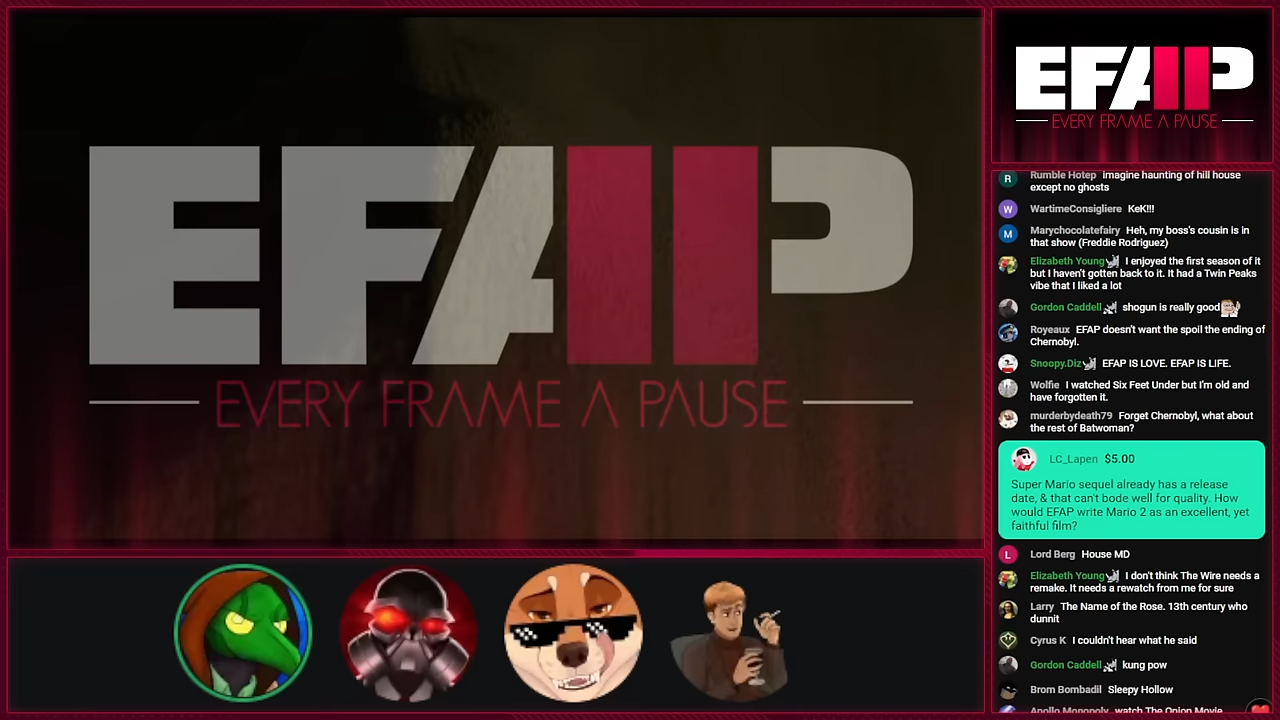 EFAP
EVERY FRAME A PAUSE
EFAP
EVERY FRAME A PAUSE
R Rumble Hotep imagine haunting of hill house
except no ghosts
W WartimeConsigliere KeK!!!
M Marychocolatefairy Heh, my boss's cousin is in
that show (Freddie Rodriguez)
Elizabeth Young I enjoyed the first season of it
but I haven't gotten back to it. It had a Twin Peaks
vibe that I liked a lot
Gordon Caddell shogun is really good
Royeaux EFAP doesn't want the spoil the ending of
Chernobyl.
Snoopy.Diz EFAP IS LOVE. EFAP IS LIFE.
Wolfie I watched Six Feet Under but I'm old and
have forgotten it.
murderbydeath79 Forget Chernobyl, what about
the rest of Batwoman?
LC_Lapen $5.00
Super Mario sequel already has a release
date, & that can't bode well for quality. How
would EFAP write Mario 2 as an excellent, yet
faithful film?
L Lord Berg House MD
Elizabeth Young I don't think The Wire needs a
remake. It needs a rewatch from me for sure
Larry The Name of the Rose. 13th century who
dunnit
Cyrus K I couldn't hear what he said
Gordon Caddell kung pow
Brom Bombadil Sleepy Hollow
Apollo Monopoly watch The Onion Movie